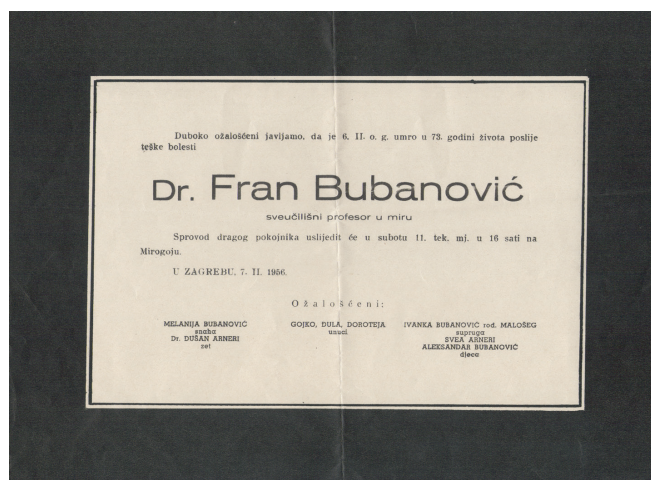 Duboko ožalošćeni javljamo, da je 6. II. o. g. umro u 73. godini života poslije
teške bolesti
Dr. Fran Bubanović
sveučilišni profesor u miru
Sprovod dragog pokojnika uslijedit će u subotu 11. tek. mj. u 16 sati na
Mirogoju.
U ZAGREBU, 7. II. 1956.
Ožalošćeni:
MELANIJA BUBANOVIĆ
snaha
Dr. DUŠAN ARNERI
zet
GOJKO, DULA, DOROTEJA
unuci
IVANKA BUBANOVIĆ rod. MALOŠEG
supruga
SVEA ARNERI
ALEKSANDAR BUBANOVIĆ
djeca